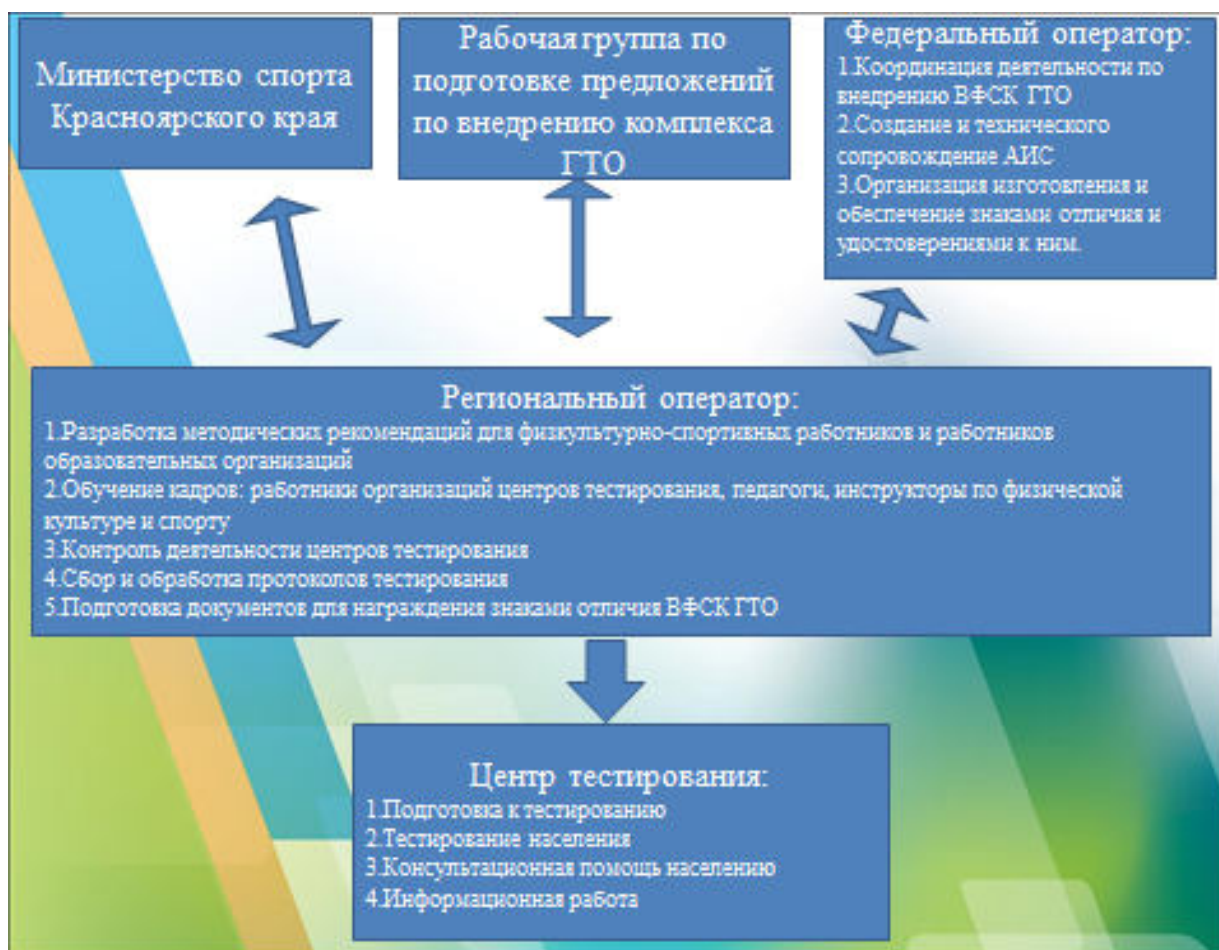 Министерство спорта
Красноярского края
Рабочая группа по
подготовке предложений
по внедрению комплекса
ГТО
Федеральный оператор:
1.Координация деятельности по
внедрению ВФСК ГТО
2.Создание и технического
сопровождение АИС
3.Организация изготовления и
обеспечение знаками отличия и
удостоверениями к ним.
Региональный оператор:
1.Разработка методических рекомендаций для физкультурно-спортивных работников и работников
образовательных организаций
2.Обучение кадров: работники организаций центров тестирования, педагоги, инструкторы по физической
культуре и спорту
3.Контроль деятельности центров тестирования
4.Сбор и обработка протоколов тестирования
5.Подготовка документов для награждения знаками отличия ВФСК ГТО
Центр тестирования:
1.Подготовка к тестированию
2.Тестирование населения
3.Консультационная помощь населению
4.Информационная работа